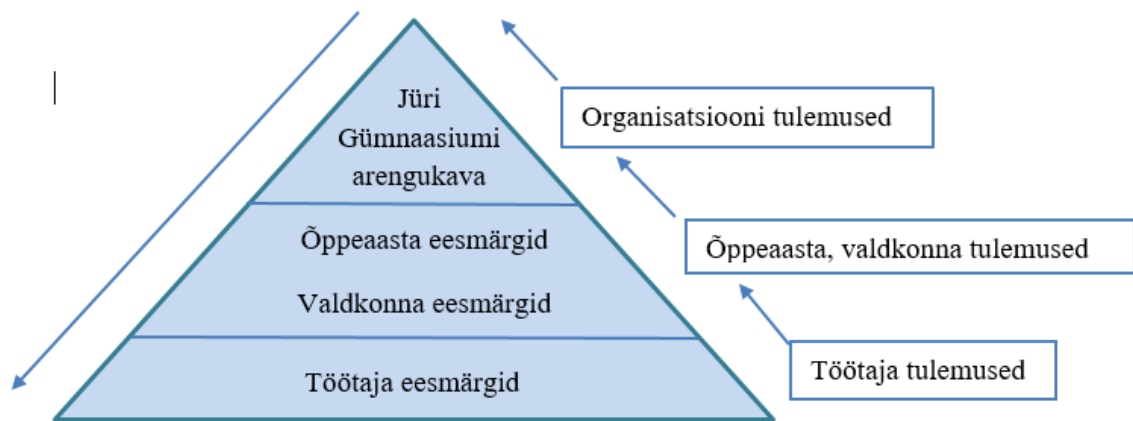 Jüri
Gümnaasiumi
arengukava
Õppeaasta eesmärgid
Valdkonna eesmärgid
Töötaja eesmärgid
Organisatsiooni tulemused
Õppeaasta, valdkonna tulemused
Töötaja tulemused